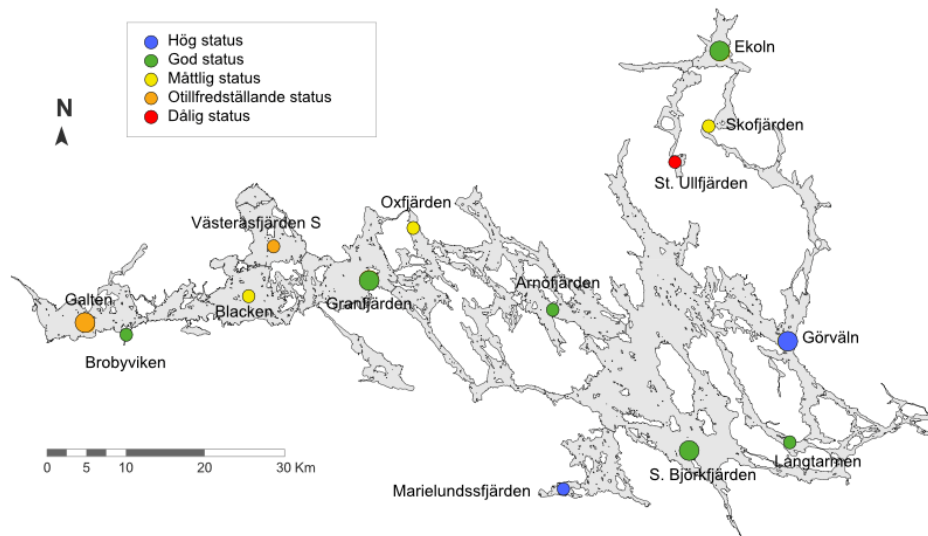 Hög status
God status
Måttlig status
Otillfredställande status
Dålig status
N
Ekoln
Skofjärden
St. Ullfjärden
Oxfjärden
Västeråsfjärden S
Arnöfjärden
Granfjärden
Galten
Blacken
Görväln
Brobyviken
0 5 10 20 30 Km
Långtarmen
S. Björkfjärden
Marielundssfjärden